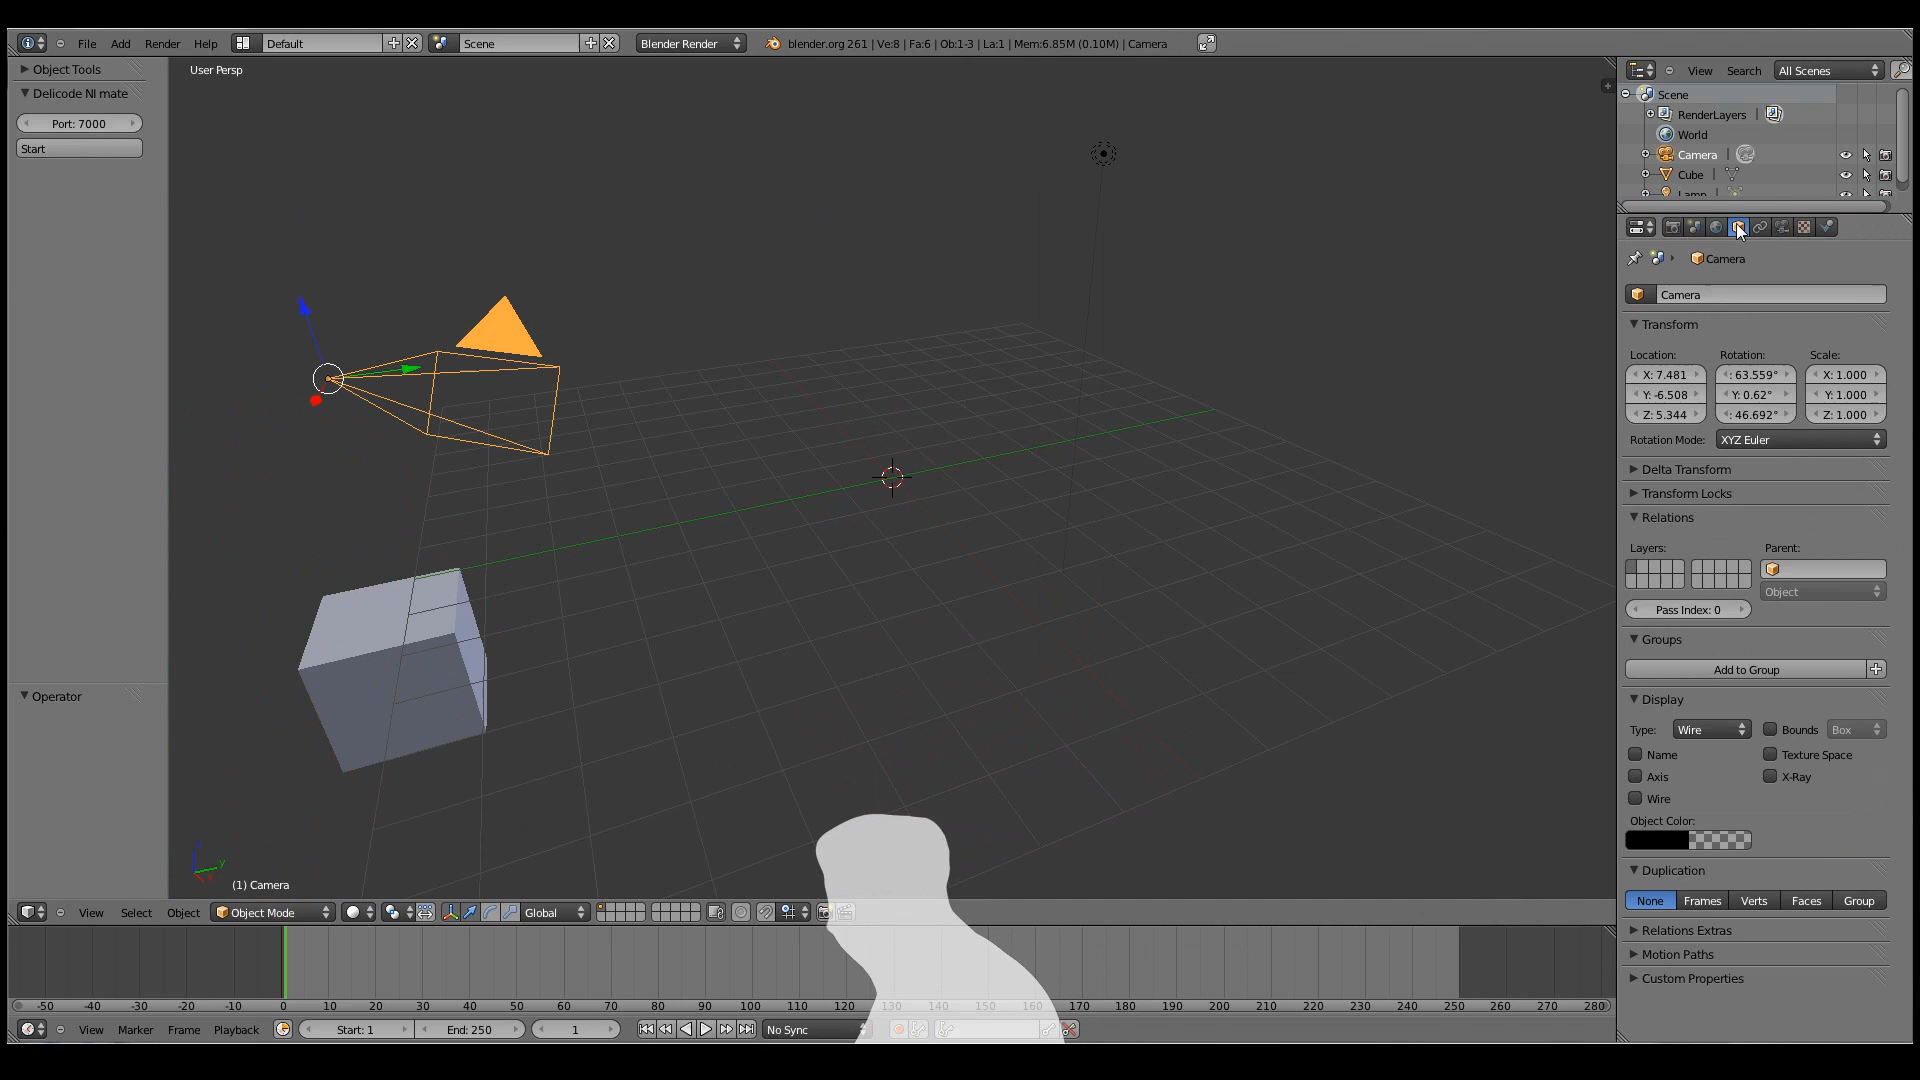 File Add Render Help Default Scene Blender Render blender.org 261 | Ve:8 | Fa:6 | Ob:1-3 | La:1 | Mem:6.85M (0.10M) | Camera
Object Tools
Delicode NI mate
Port: 7000
Start
Operator
User Persp
(1) Camera
View Select Object Object Mode Global
-50 -40 -30 -20 -10 0 10 20 30 40 50 60 70 80 90 100 110 120 130 140 150 160 170 180 190 200 210 220 230 240 250 260 270 280
View Marker Frame Playback Start: 1 End: 250 1 No Sync
View Search All Scenes
Scene
RenderLayers |
World
Camera |
Cube |
Lamp |
Camera
Camera
Transform
Location: Rotation: Scale:
X: 7.481 : 63.559° X: 1.000
Y: -6.508 Y: 0.62° Y: 1.000
Z: 5.344 : 46.692° Z: 1.000
Rotation Mode: XYZ Euler
Delta Transform
Transform Locks
Relations
Layers: Parent:
Object
Pass Index: 0
Groups
Add to Group
Display
Type: Wire Bounds Box
Name Texture Space
Axis X-Ray
Wire
Object Color:
Duplication
None Frames Verts Faces Group
Relations Extras
Motion Paths
Custom Properties